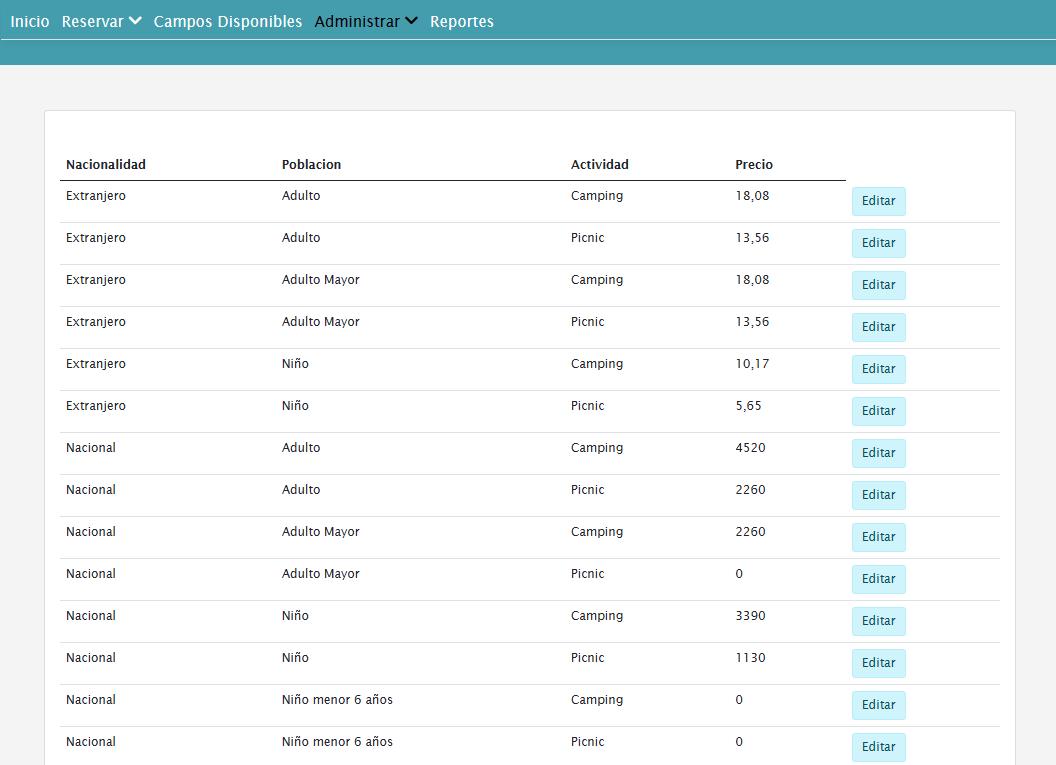 Inicio Reservar Campos Disponibles Administrar Reportes
Nacionalidad Poblacion Actividad Precio
Extranjero Adulto Camping 18,08 Editar
Extranjero Adulto Picnic 13,56 Editar
Extranjero Adulto Mayor Camping 18,08 Editar
Extranjero Adulto Mayor Picnic 13,56 Editar
Extranjero Niño Camping 10,17 Editar
Extranjero Niño Picnic 5,65 Editar
Nacional Adulto Camping 4520 Editar
Nacional Adulto Picnic 2260 Editar
Nacional Adulto Mayor Camping 2260 Editar
Nacional Adulto Mayor Picnic 0 Editar
Nacional Niño Camping 3390 Editar
Nacional Niño Picnic 1130 Editar
Nacional Niño menor 6 años Camping 0 Editar
Nacional Niño menor 6 años Picnic 0 Editar